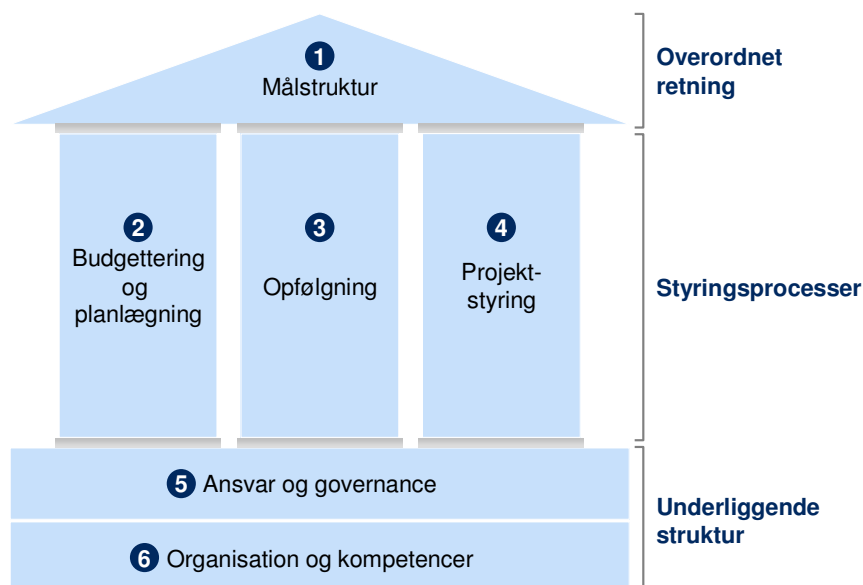 1
Målstruktur
Overordnet
retning
2
Budgettering
og
planlægning
3
Opfølgning
4
Projekt-
styring
Styringsprocesser
5 Ansvar og governance
6 Organisation og kompetencer
Underliggende
struktur